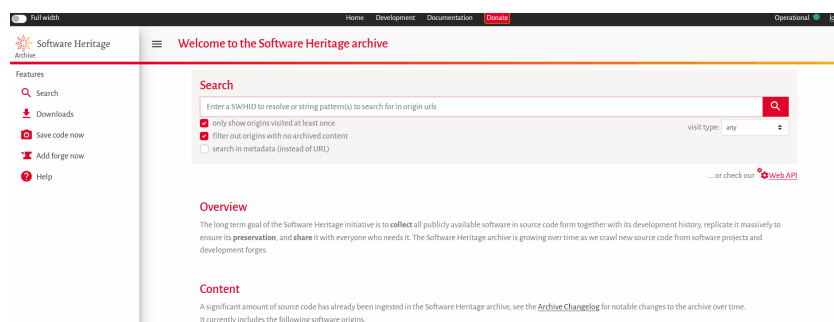 Full width
Home Development Documentation Donate
Operational
Software Heritage
Archive
Welcome to the Software Heritage archive
Features
Search
Downloads
Save code now
Add forge now
Help
Search
Enter a SWHID to resolve or string pattern(s) to search for in origin urls
only show origins visited at least once
filter out origins with no archived content
search in metadata (instead of URL)
visit type: any
... or check our Web API
Overview
The long term goal of the Software Heritage initiative is to collect all publicly available software in source code form together with its development history, replicate it massively to
ensure its preservation, and share it with everyone who needs it. The Software Heritage archive is growing over time as we crawl new source code from software projects and
development forges.
Content
A significant amount of source code has already been ingested in the Software Heritage archive, see the Archive Changelog for notable changes to the archive over time.
It currently includes the following software origins.